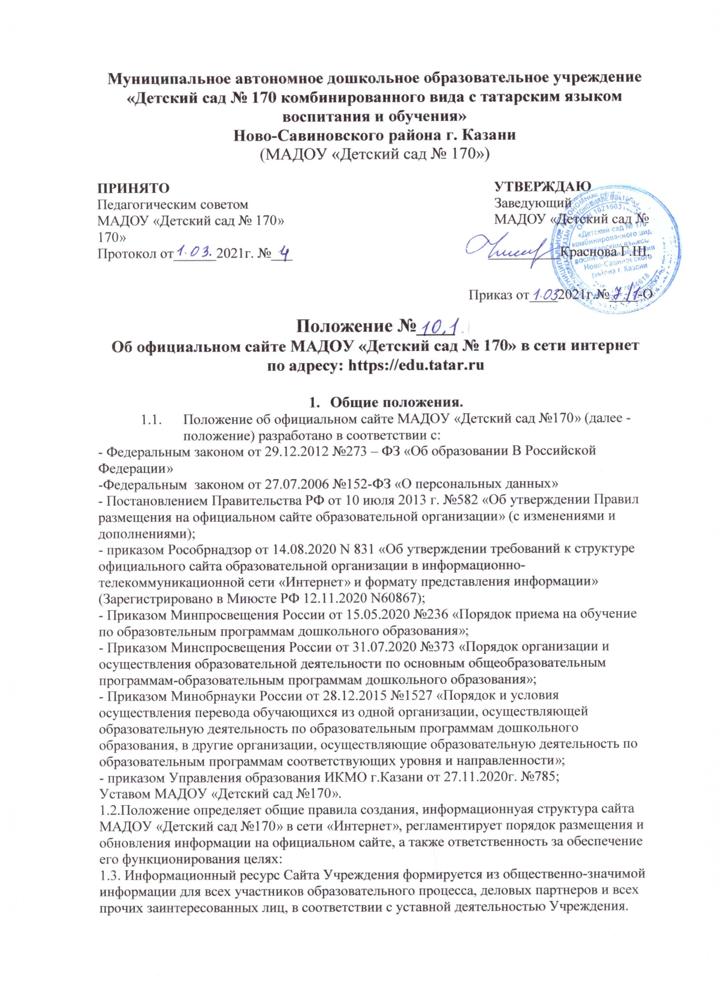 Муниципальное автономное дошкольное образовательное учреждение
«Детский сад № 170 комбинированного вида с татарским языком
воспитания и обучения»
Ново-Савиновского района г. Казани
(МАДОУ «Детский сад № 170»)
ПРИНЯТО
Педагогическим советом
МАДОУ «Детский сад № 170»
170»
Протокол от 1.03. 2021г. № 4
УТВЕРЖДАЮ
Заведующий
МАДОУ «Детский сад №
Краснова Г.Ш.
«Детский сад № 170
комбинированного вид
татарским языком
воспитания и обучения
Ново-Савиновского
района г. Казани
Приказ от 1.03 2021г.№ 7/1-О
Положение № 10.1
Об официальном сайте МАДОУ «Детский сад № 170» в сети интернет
по адресу: https://edu.tatar.ru
1. Общие положения.
1.1. Положение об официальном сайте МАДОУ «Детский сад №170» (далее -
положение) разработано в соответствии с:
- Федеральным законом от 29.12.2012 №273 – ФЗ «Об образовании В Российской
Федерации»
-Федеральным законом от 27.07.2006 №152-ФЗ «О персональных данных»
- Постановлением Правительства РФ от 10 июля 2013 г. №582 «Об утверждении Правил
размещения на официальном сайте образовательной организации» (с изменениями и
дополнениями);
- приказом Рособрнадзор от 14.08.2020 N 831 «Об утверждении требований к структуре
официального сайта образовательной организации в информационно-
телекоммуникационной сети «Интернет» и формату представления информации»
(Зарегистрировано в Миюсте РФ 12.11.2020 N60867);
- Приказом Минпросвещения России от 15.05.2020 №236 «Порядок приема на обучение
по образовтельным программам дошкольного образования»;
- Приказом Минспросвещения России от 31.07.2020 №373 «Порядок организации и
осуществления образовательной деятельности по основным общеобразовательным
программам-образовательным программам дошкольного образования»;
- Приказом Минобрнауки России от 28.12.2015 №1527 «Порядок и условия
осуществления перевода обучающихся из одной организации, осуществляющей
образовательную деятельность по образовательным программам дошкольного
образования, в другие организации, осуществляющие образовательную деятельность по
образовательным программам соответствующих уровня и направленности»;
- приказом Управления образования ИКМО г.Казани от 27.11.2020г. №785;
Уставом МАДОУ «Детский сад №170».
1.2.Положение определяет общие правила создания, информационнуая структура сайта
МАДОУ «Детский сад №170» в сети «Интернет», регламентирует порядок размещения и
обновления информации на официальном сайте, а также ответственность за обеспечение
его функционирования целях:
1.3. Информационный ресурс Сайта Учреждения формируется из общественно-значимой
информации для всех участников образовательного процесса, деловых партнеров и всех
прочих заинтересованных лиц, в соответствии с уставной деятельностью Учреждения.